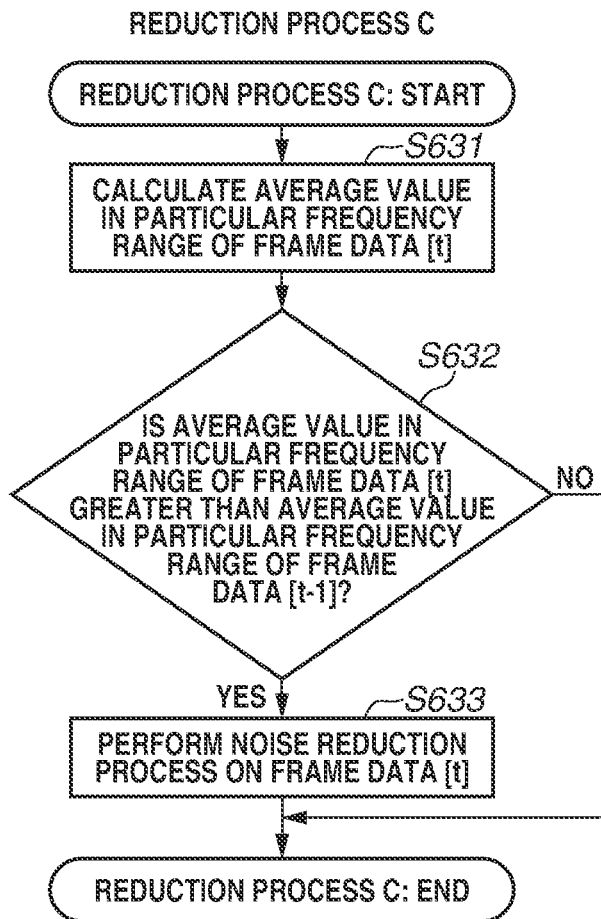 REDUCTION PROCESS C
REDUCTION PROCESS C: START
S631
CALCULATE AVERAGE VALUE
IN PARTICULAR FREQUENCY
RANGE OF FRAME DATA [t]
S632
IS AVERAGE VALUE IN
PARTICULAR FREQUENCY
RANGE OF FRAME DATA [t]
GREATER THAN AVERAGE VALUE
IN PARTICULAR FREQUENCY
RANGE OF FRAME
DATA [t-1]?
NO
YES
S633
PERFORM NOISE REDUCTION
PROCESS ON FRAME DATA [t]
REDUCTION PROCESS C: END